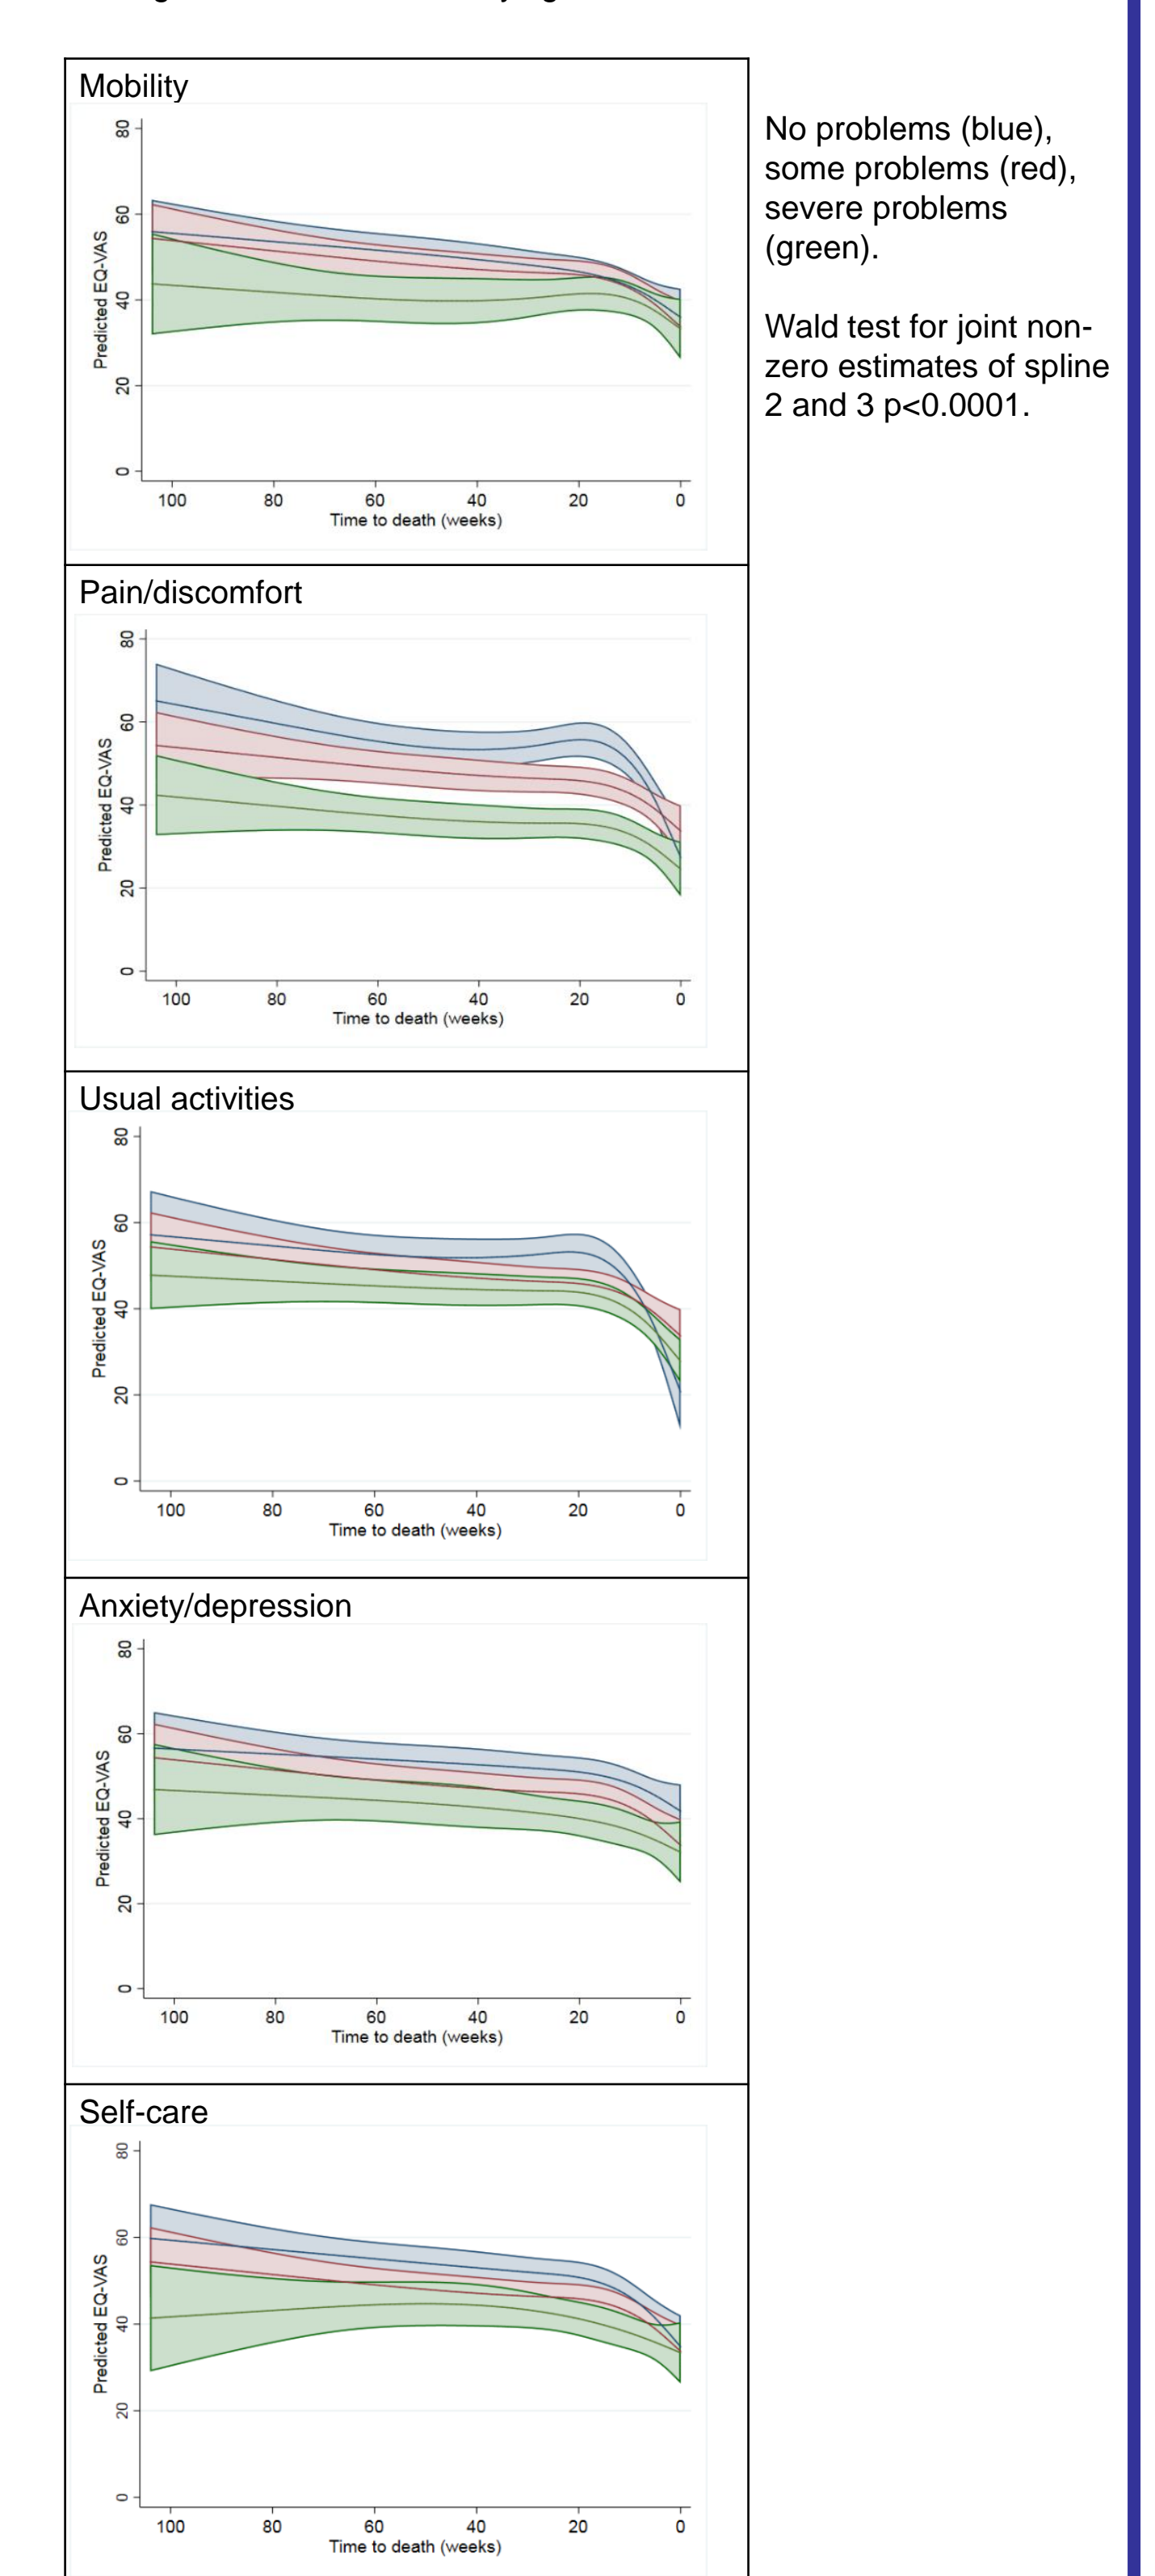 Mobility
80
60
40
20
0
Predicted EQ-VAS
100 80 60 40 20 0
Time to death (weeks)
No problems (blue),
some problems (red),
severe problems
(green).
Wald test for joint non-
zero estimates of spline
2 and 3 p<0.0001.
Pain/discomfort
80
60
40
20
0
Predicted EQ-VAS
100 80 60 40 20 0
Time to death (weeks)
Usual activities
80
60
40
20
0
Predicted EQ-VAS
100 80 60 40 20 0
Time to death (weeks)
Anxiety/depression
80
60
40
20
0
Predicted EQ-VAS
100 80 60 40 20 0
Time to death (weeks)
Self-care
80
60
40
20
0
Predicted EQ-VAS
100 80 60 40 20 0
Time to death (weeks)